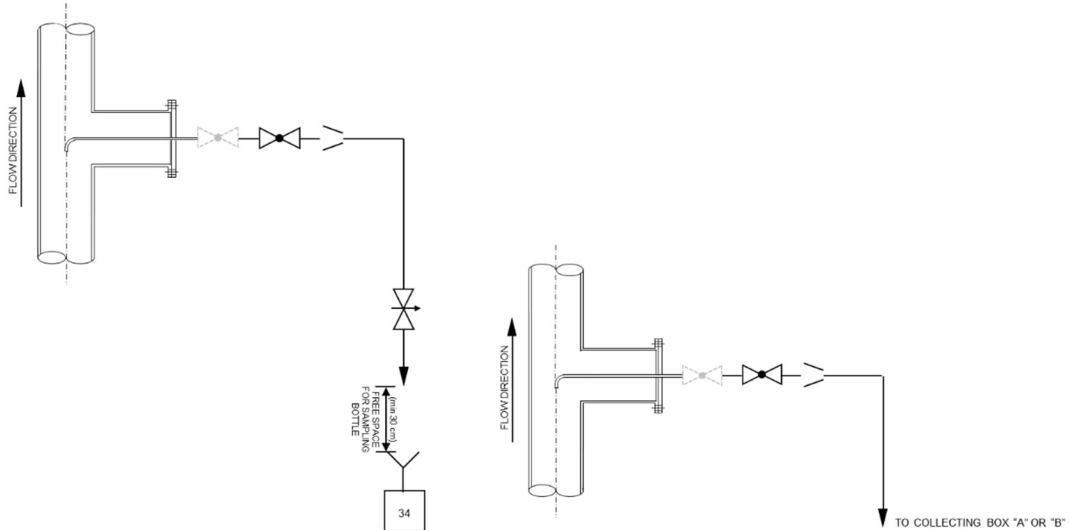 FLOW DIRECTION
(min 30 cm)
FREE SPACE
FOR SAMPLING
BOTTLE
34
FLOW DIRECTION
TO COLLECTING BOX "A" OR "B"